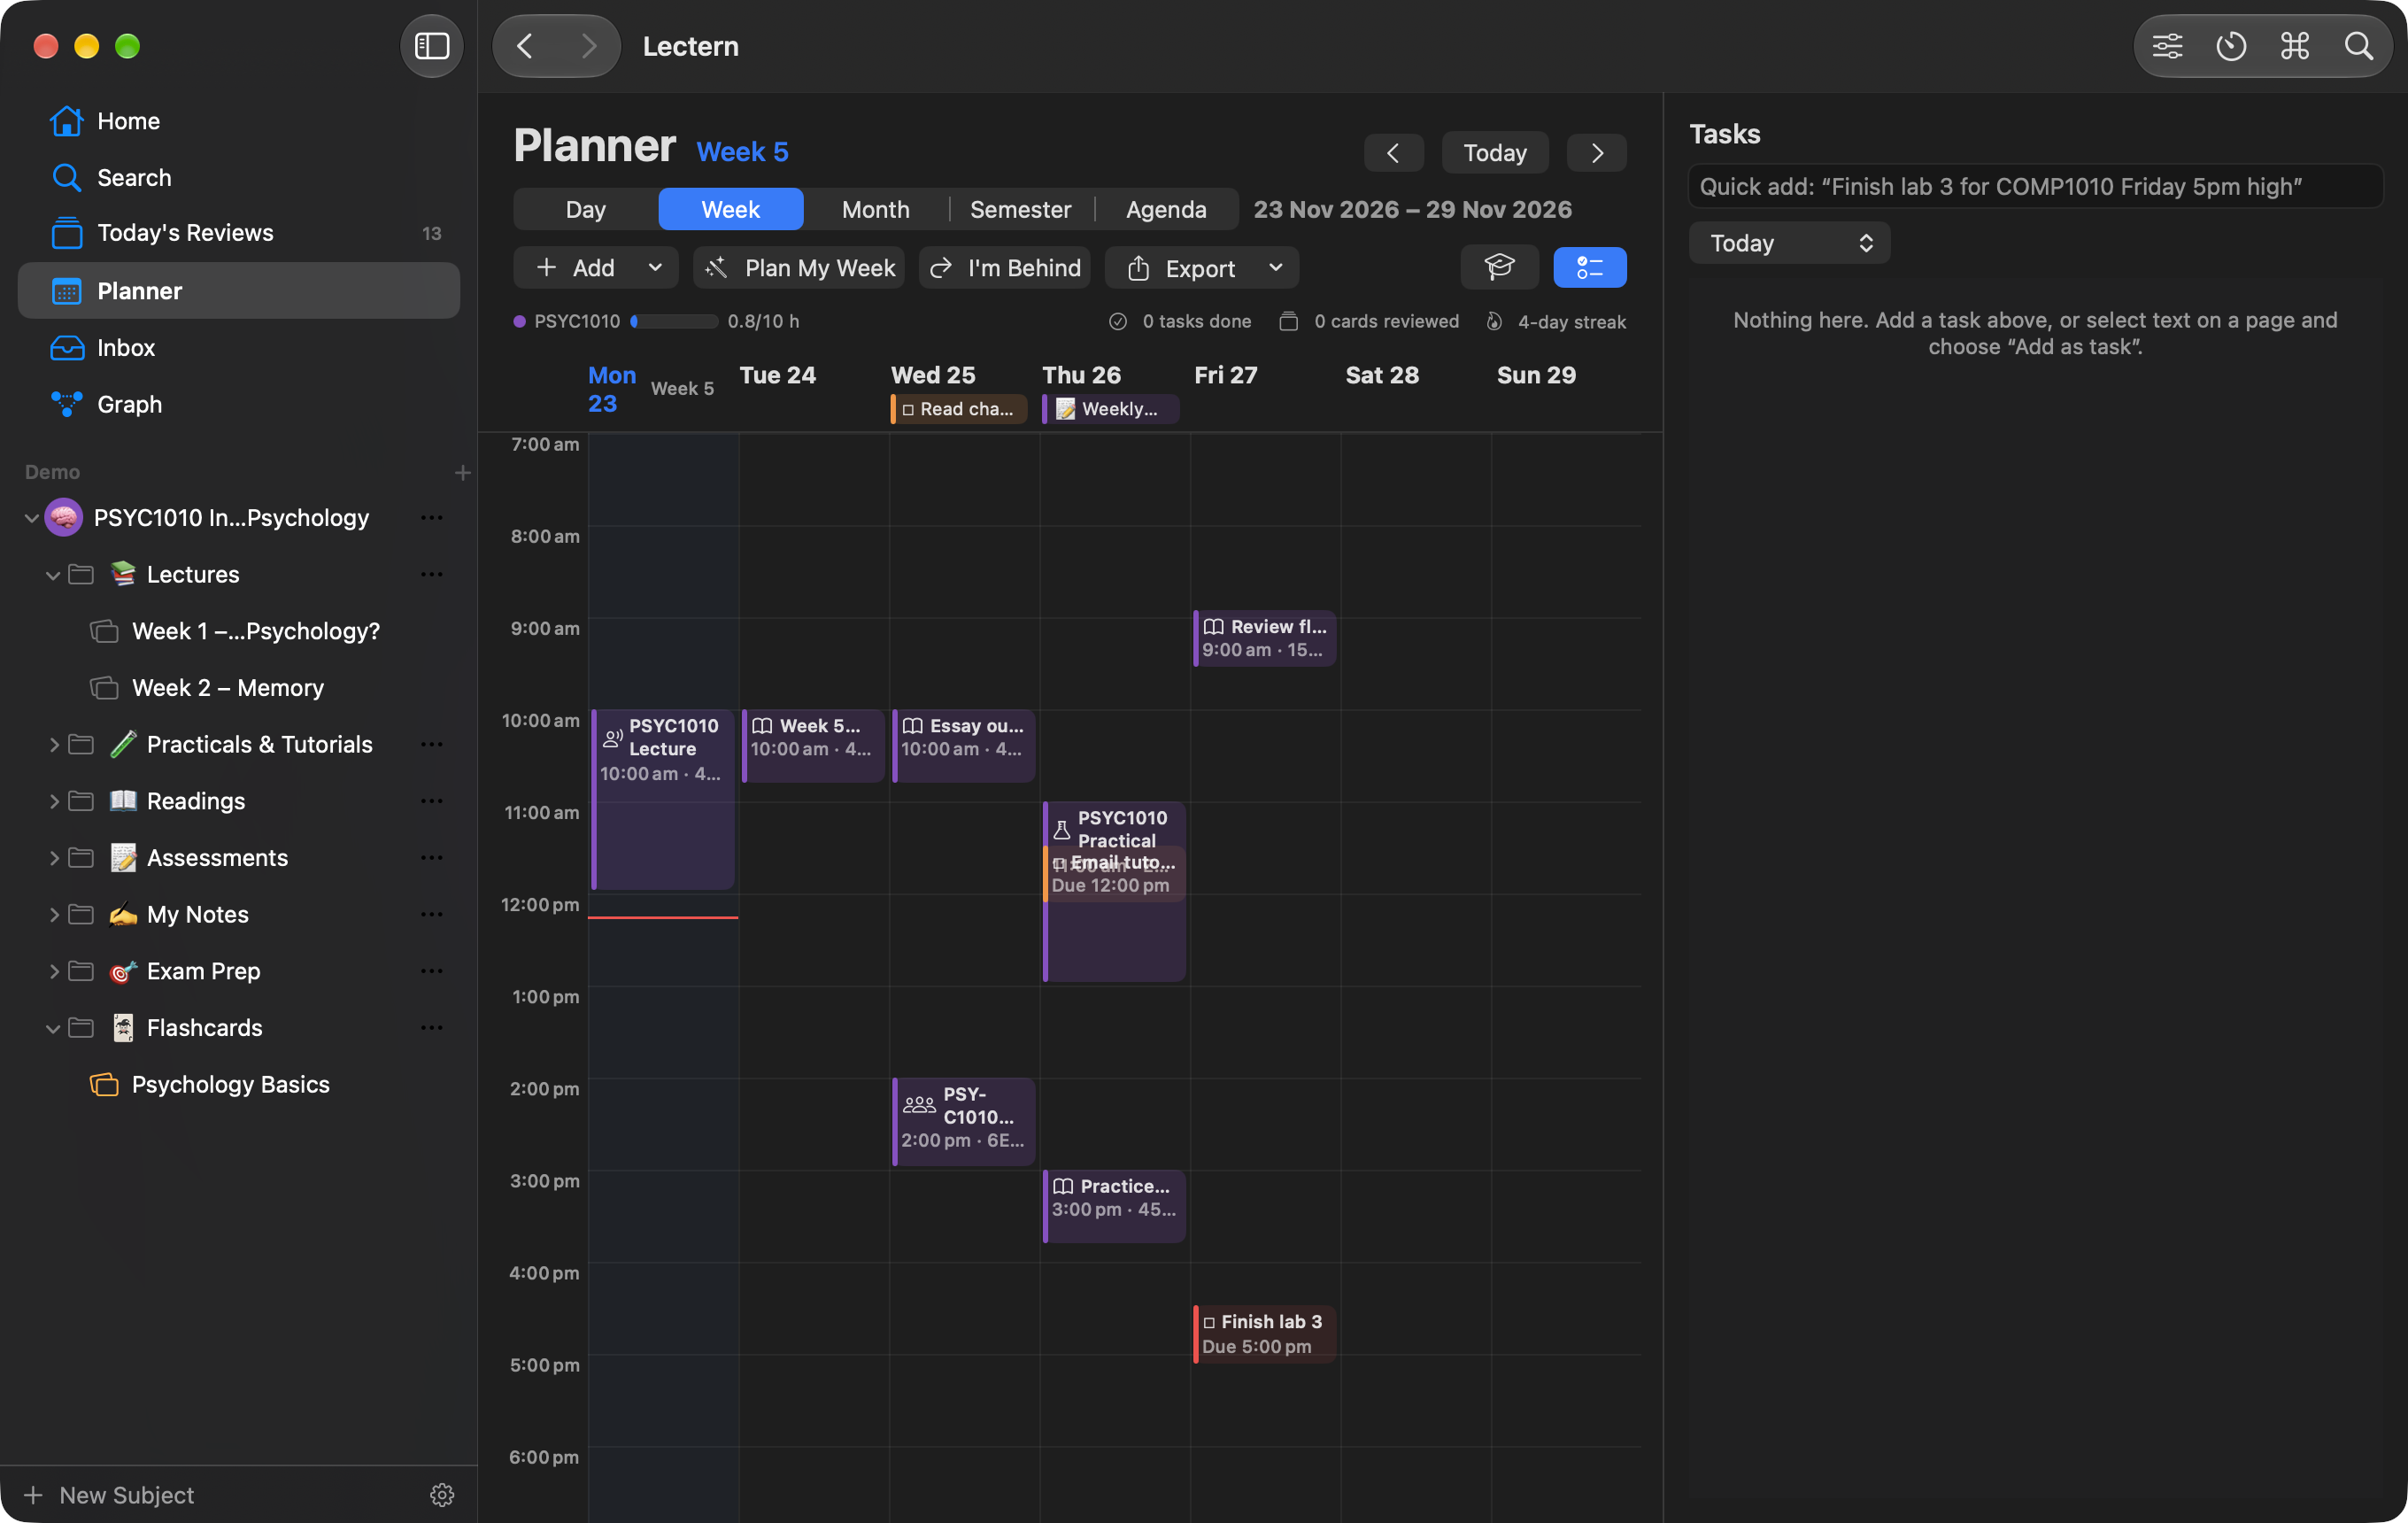 Lectern
Home
Search
Today's Reviews 13
Planner
Inbox
Graph
Demo
PSYC1010 In...Psychology
Lectures
Week 1 –...Psychology?
Week 2 – Memory
Practicals & Tutorials
Readings
Assessments
My Notes
Exam Prep
Flashcards
Psychology Basics
New Subject
Planner Week 5
Today
Day Week Month Semester Agenda 23 Nov 2026 – 29 Nov 2026
Add Plan My Week I'm Behind Export
PSYC1010 0.8/10 h 0 tasks done 0 cards reviewed 4-day streak
Mon 23 Week 5 Tue 24 Wed 25 Thu 26 Fri 27 Sat 28 Sun 29
Read cha... Weekly...
7:00 am
8:00 am
9:00 am
Review fl...
9:00 am · 15...
10:00 am
PSYC1010
Lecture
10:00 am · 4...
Week 5...
10:00 am · 4...
Essay ou...
10:00 am · 4...
11:00 am
PSYC1010
Practical
Email tuto...
Due 12:00 pm
12:00 pm
1:00 pm
2:00 pm
PSY-
C1010...
2:00 pm · 6E...
3:00 pm
Practice...
3:00 pm · 45...
4:00 pm
Finish lab 3
Due 5:00 pm
5:00 pm
6:00 pm
Tasks
Quick add: “Finish lab 3 for COMP1010 Friday 5pm high”
Today
Nothing here. Add a task above, or select text on a page and
choose “Add as task”.